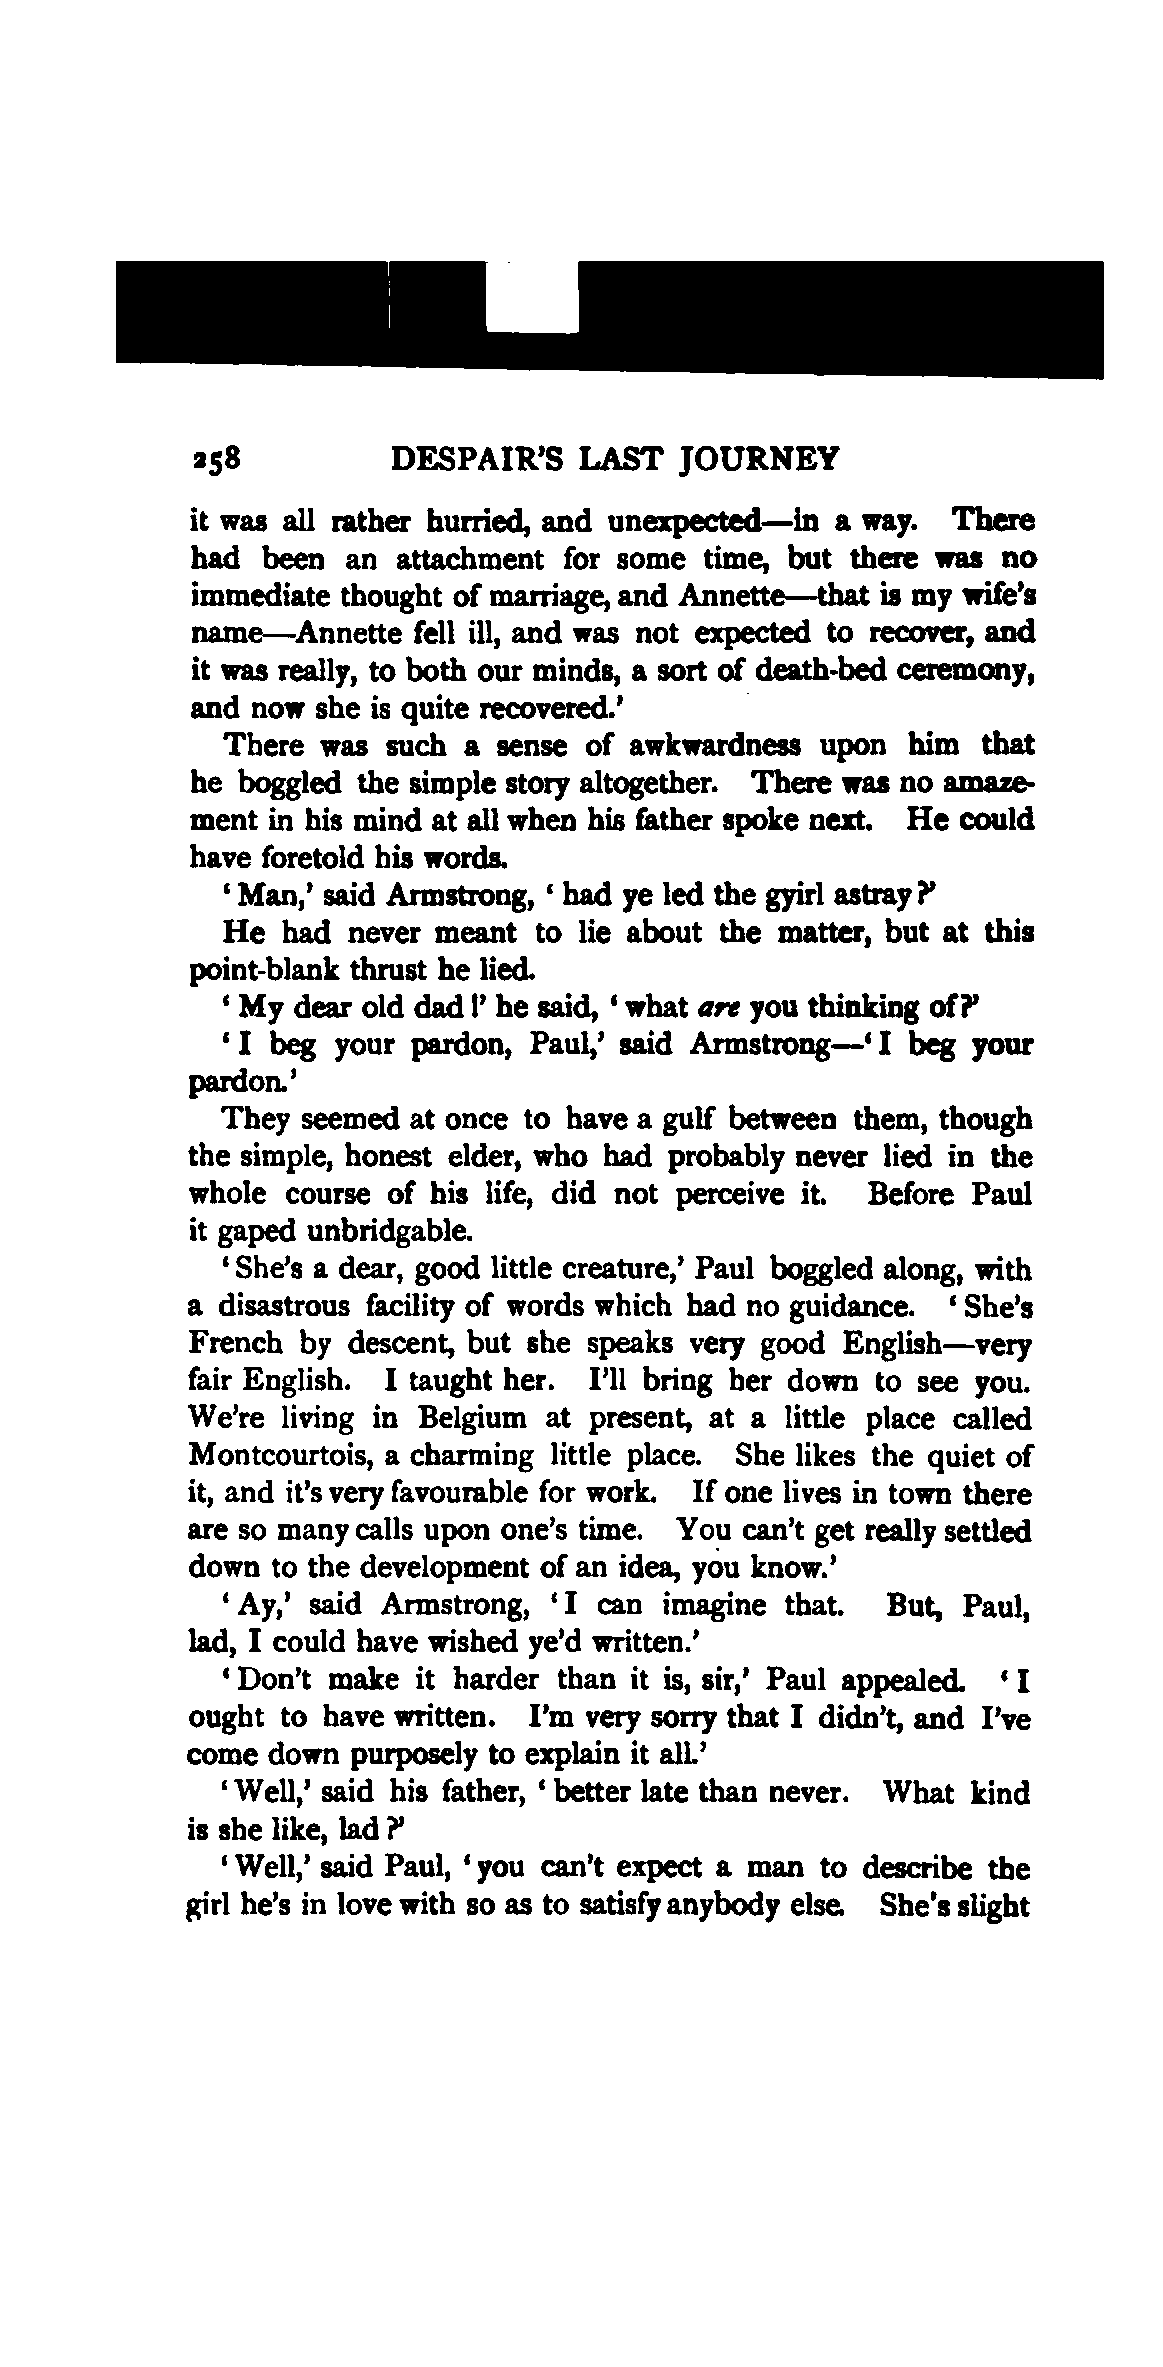 258 DESPAIR'S LAST JOURNEY
it was all rather hurried, and unexpected—in a way. There
had been an attachment for some time, but there was no
immediate thought of marriage, and Annette—that is my wife's
name—Annette fell ill, and was not expected to recover, and
it was really, to both our minds, a sort of death-bed ceremony,
and now she is quite recovered.'
There was such a sense of awkwardness upon him that
he boggled the simple story altogether. There was no amaze-
ment in his mind at all when his father spoke next. He could
have foretold his words.
'Man,' said Armstrong, 'had ye led the gyirl astray?'
He had never meant to lie about the matter, but at this
point-blank thrust he lied.
'My dear old dad!' he said, 'what are you thinking of?'
'I beg your pardon, Paul,' said Armstrong—'I beg your
pardon.'
They seemed at once to have a gulf between them, though
the simple, honest elder, who had probably never lied in the
whole course of his life, did not perceive it. Before Paul
it gaped unbridgable.
'She's a dear, good little creature,' Paul boggled along, with
a disastrous facility of words which had no guidance. 'She's
French by descent, but she speaks very good English—very
fair English. I taught her. I'll bring her down to see you.
We're living in Belgium at present, at a little place called
Montcourtois, a charming little place. She likes the quiet of
it, and it's very favourable for work. If one lives in town there
are so many calls upon one's time. You can't get really settled
down to the development of an idea, you know.'
'Ay,' said Armstrong, 'I can imagine that. But, Paul,
lad, I could have wished ye'd written.'
'Don't make it harder than it is, sir,' Paul appealed. 'I
ought to have written. I'm very sorry that I didn't, and I've
come down purposely to explain it all.'
'Well,' said his father, 'better late than never. What kind
is she like, lad?'
'Well,' said Paul, 'you can't expect a man to describe the
girl he's in love with so as to satisfy anybody else. She's slight